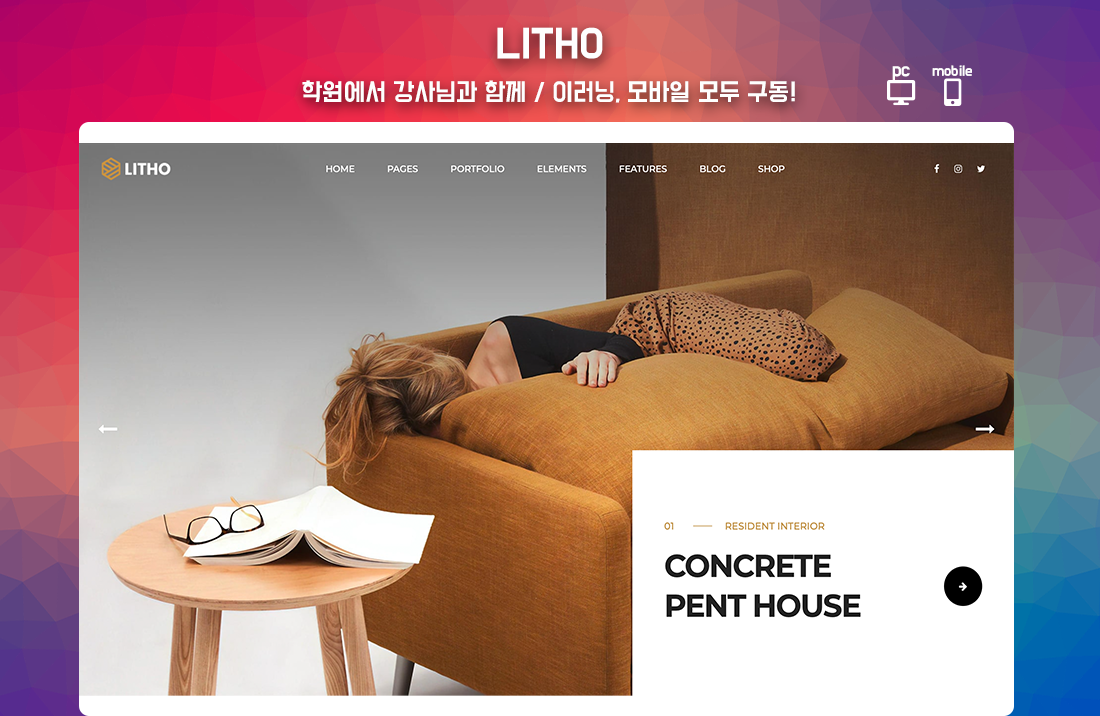 LITHO
학원에서 강사님과 함께 / 이러닝, 모바일 모두 구동!
pc
mobile
LITHO
HOME PAGES PORTFOLIO ELEMENTS FEATURES BLOG SHOP
01 RESIDENT INTERIOR
CONCRETE
PENT HOUSE